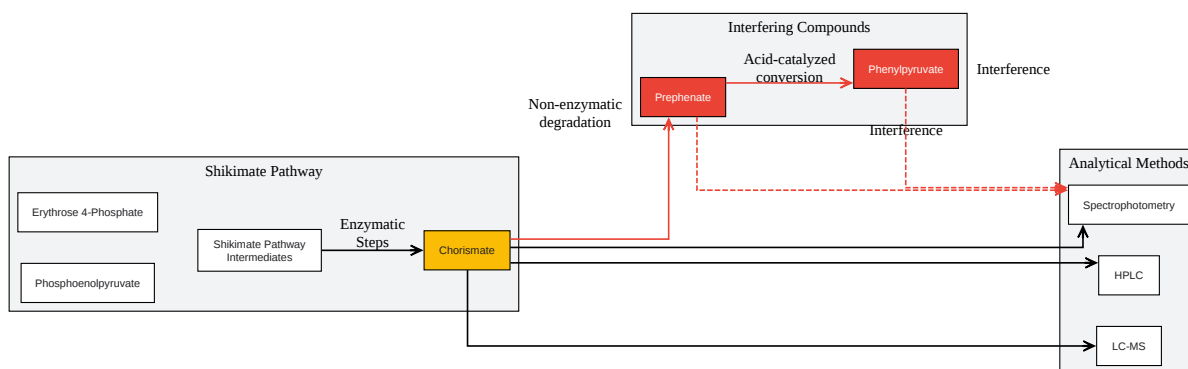 Interfering Compounds
Acid-catalyzed
conversion
Phenylpyruvate
Interference
Prephenate
Non-enzymatic
degradation
Interference
Shikimate Pathway
Erythrose 4-Phosphate
Phosphoenolpyruvate
Shikimate Pathway
Intermediates
Enzymatic
Steps
Chorismate
Analytical Methods
Spectrophotometry
HPLC
LC-MS